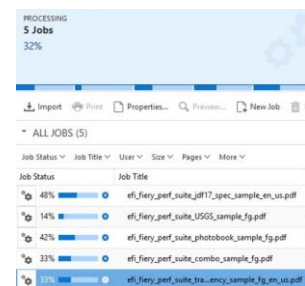 PROCESSING
5 Jobs
32%
Import Print Properties... Preview... New Job
ALL JOBS (5)
Job Status Job Title User Size Pages More
Job Status Job Title
48% efi_fiery_perf_suite_jdf17_spec_sample_en_us.pdf
14% efi_fiery_perf_suite_USGS_sample_fg.pdf
42% efi_fiery_perf_suite_photobook_sample_fg.pdf
33% efi_fiery_perf_suite_combo_sample_fg.pdf
33% efi_fiery_perf_suite_tra...ency_sample_fg_en_us.pdf